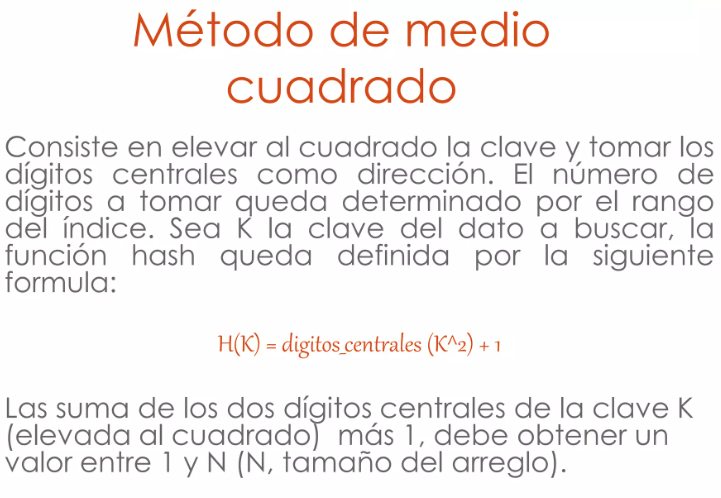 Método de medio
cuadrado
Consiste en elevar al cuadrado la clave y tomar los
dígitos centrales como dirección. El número de
dígitos a tomar queda determinado por el rango
del índice. Sea K la clave del dato a buscar, la
función hash queda definida por la siguiente
formula:
H(K) = digitos_centrales (K^2) + 1
Las suma de los dos dígitos centrales de la clave K
(elevada al cuadrado) más 1, debe obtener un
valor entre 1 y N (N, tamaño del arreglo).